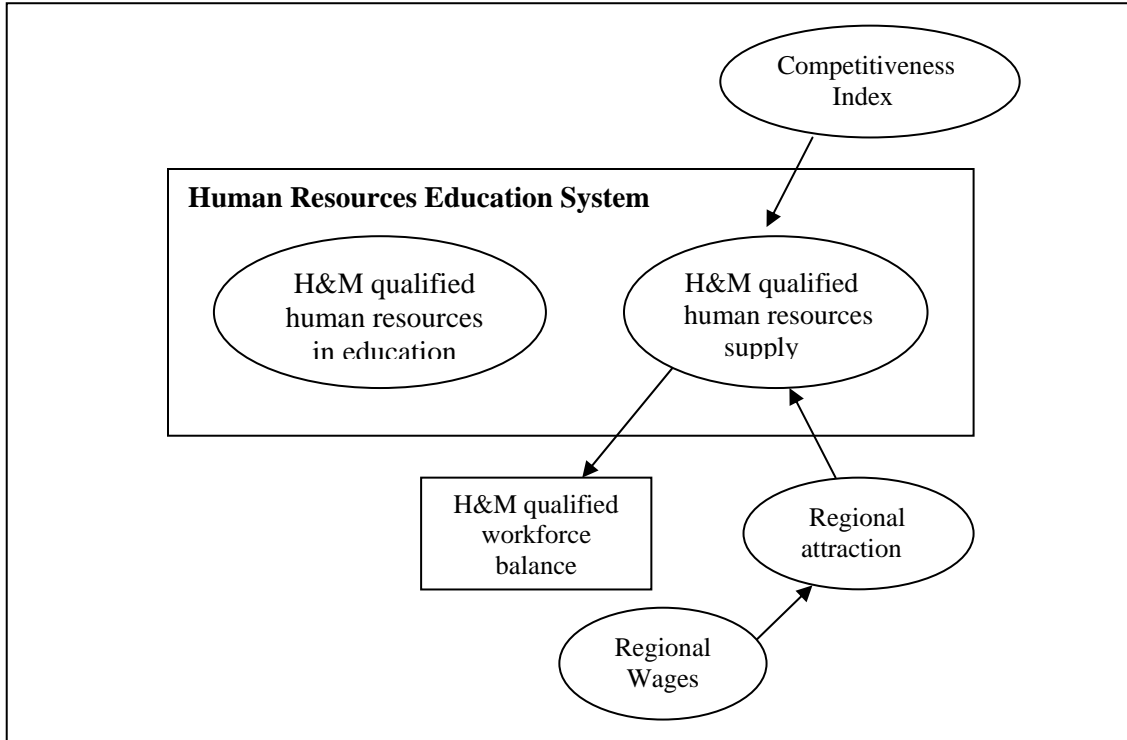 Competitiveness
Index
Human Resources Education System
H&M qualified
human resources
in education
H&M qualified
human resources
supply
H&M qualified
workforce
balance
Regional
attraction
Regional
Wages